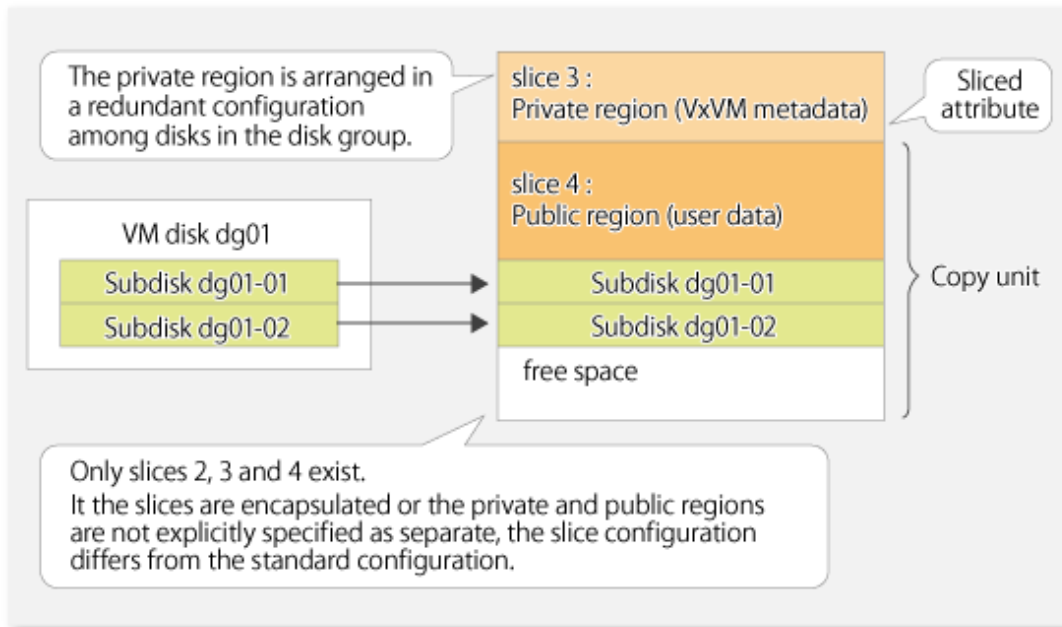 The private region is arranged in
a redundant configuration
among disks in the disk group.
slice 3 :
Private region (VxVM metadata)
Sliced
attribute
slice 4 :
Public region (user data)
VM disk dg01
Subdisk dg01-01
Subdisk dg01-02
Subdisk dg01-01
Subdisk dg01-02
free space
Copy unit
Only slices 2, 3 and 4 exist.
It the slices are encapsulated or the private and public regions
are not explicitly specified as separate, the slice configuration
differs from the standard configuration.